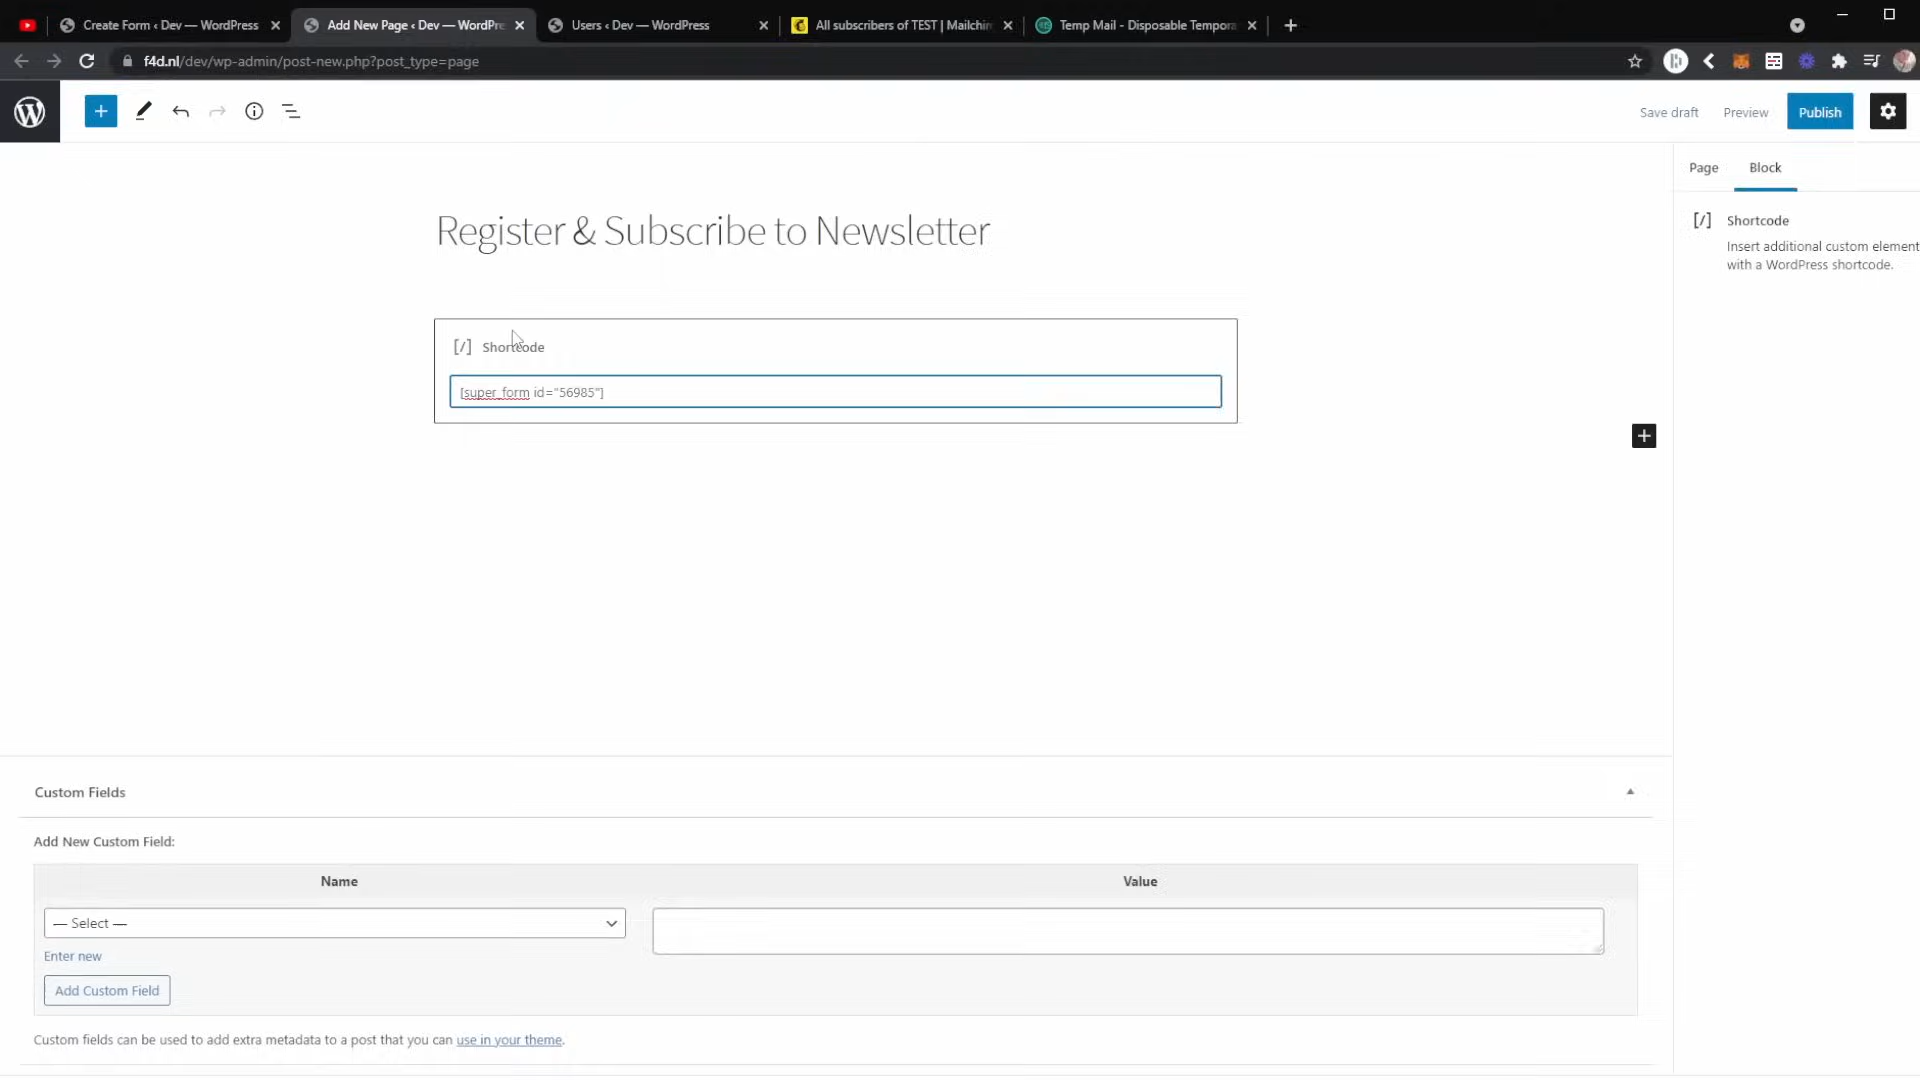 Create Form ‹ Dev — WordPress
Add New Page ‹ Dev — WordPre
Users ‹ Dev — WordPress
All subscribers of TEST | Mailchim
Temp Mail - Disposable Tempora
f4d.nl/dev/wp-admin/post-new.php?post_type=page
Save draft
Preview
Publish
Page
Block
Register & Subscribe to Newsletter
[/] Shortcode
Insert additional custom element
with a WordPress shortcode.
[/] Shortcode
[super_form id="56985"]
Custom Fields
Add New Custom Field:
Name
Value
— Select —
Enter new
Add Custom Field
Custom fields can be used to add extra metadata to a post that you can use in your theme.